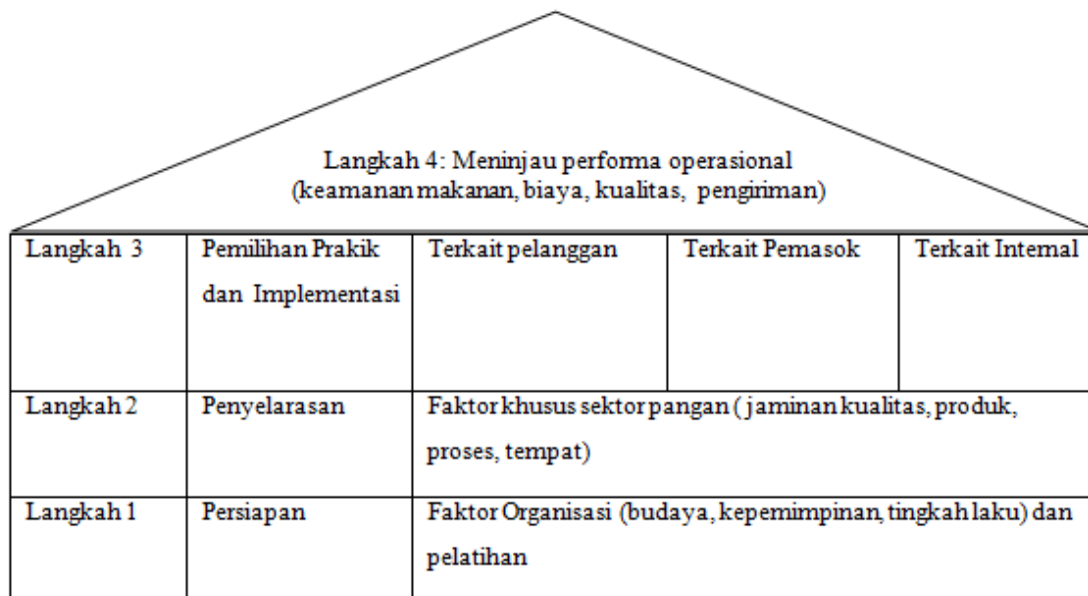 Langkah 4: Meninjau performa operasional
(keamanan makanan, biaya, kualitas, pengiriman)
Langkah 3
Pemilihan Prakik
dan Implementasi
Terkait pelanggan
Terkait Pemasok
Terkait Internal
Langkah 2
Penyelarasan
Faktor khusus sektor pangan ( jaminan kualitas, produk,
proses, tempat)
Langkah 1
Persiapan
Faktor Organisasi (budaya, kepemimpinan, tingkah laku) dan
pelatihan